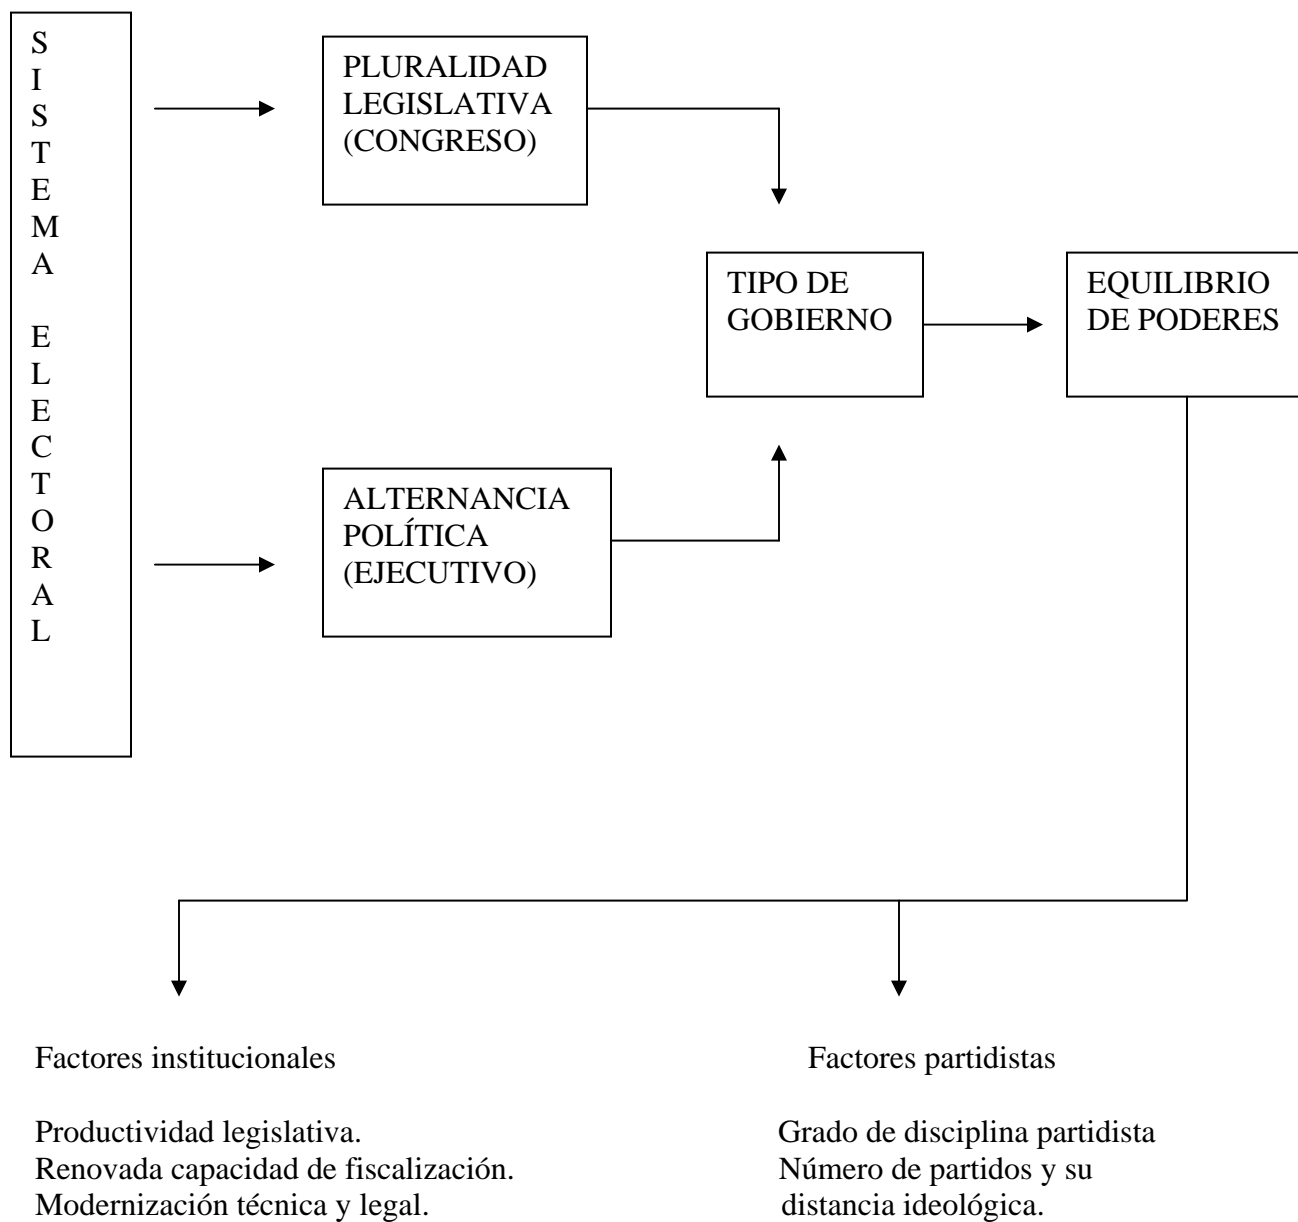 S
I
S
T
E
M
A
E
L
E
C
T
O
R
A
L
PLURALIDAD
LEGISLATIVA
(CONGRESO)
TIPO DE
GOBIERNO
EQUILIBRIO
DE PODERES
ALTERNANCIA
POLÍTICA
(EJECUTIVO)
Factores institucionales
Productividad legislativa.
Renovada capacidad de fiscalización.
Modernización técnica y legal.
Factores partidistas
Grado de disciplina partidista
Número de partidos y su
distancia ideológica.